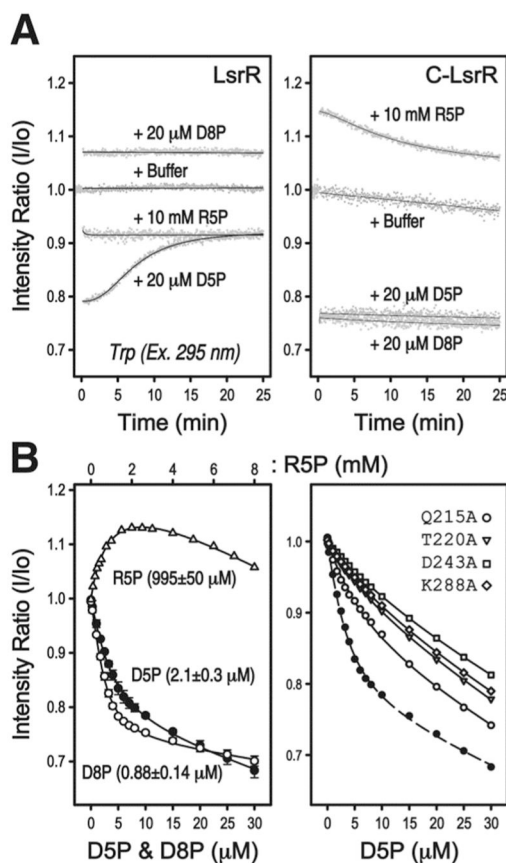 A
LsrR
C-LsrR
Intensity Ratio (I/Io)
1.2
1.1
1.0
0.9
0.8
0.7
+ 20 μM D8P
+ Buffer
+ 10 mM R5P
+ 20 μM D5P
Trp (Ex. 295 nm)
0 5 10 15 20 25
Time (min)
+ 10 mM R5P
+ Buffer
+ 20 μM D5P
+ 20 μM D8P
0 5 10 15 20 25
Time (min)
B
0 2 4 6 8 : R5P (mM)
Intensity Ratio (I/Io)
1.2
1.1
1.0
0.9
0.8
0.7
R5P (995±50 μM)
D5P (2.1±0.3 μM)
D8P (0.88±0.14 μM)
0 5 10 15 20 25 30
D5P & D8P (μM)
1.0
0.9
0.8
0.7
Q215A
T220A
D243A
K288A
0 5 10 15 20 25 30
D5P (μM)